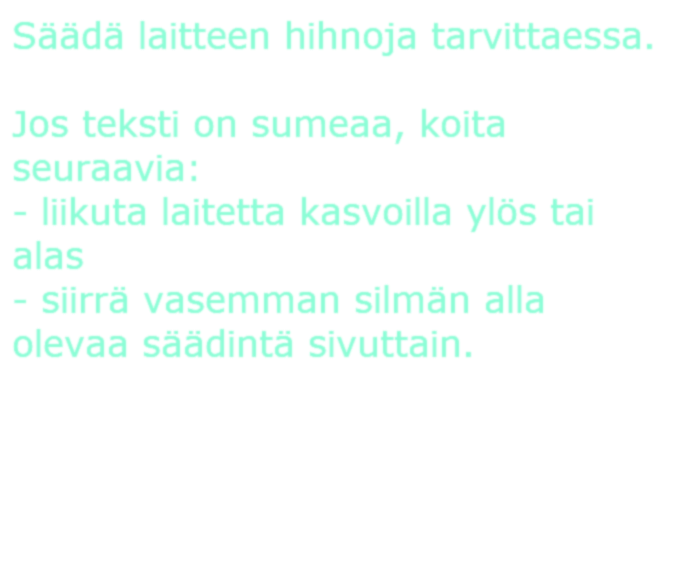 Säädä laitteen hihnoja tarvittaessa.
Jos teksti on sumeaa, koita
seuraavia:
- liikuta laitetta kasvoilla ylös tai
alas
- siirrä vasemman silmän alla
olevaa säädintä sivuttain.